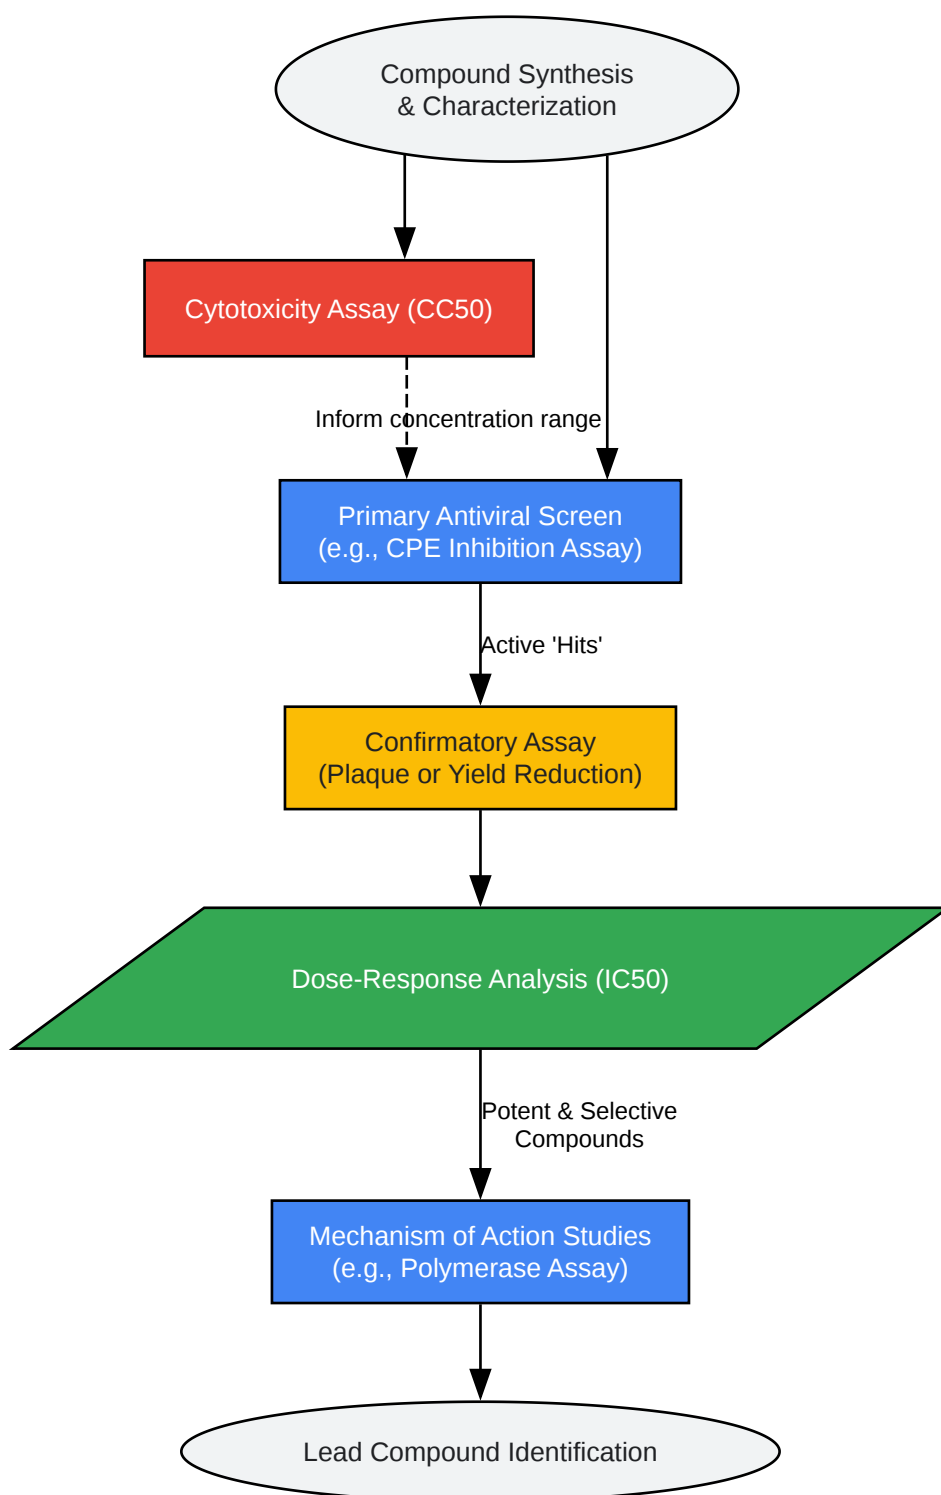 Compound Synthesis
& Characterization
Cytotoxicity Assay (CC50)
Inform concentration range
Primary Antiviral Screen
(e.g., CPE Inhibition Assay)
Active 'Hits'
Confirmatory Assay
(Plaque or Yield Reduction)
Dose-Response Analysis (IC50)
Potent & Selective
Compounds
Mechanism of Action Studies
(e.g., Polymerase Assay)
Lead Compound Identification